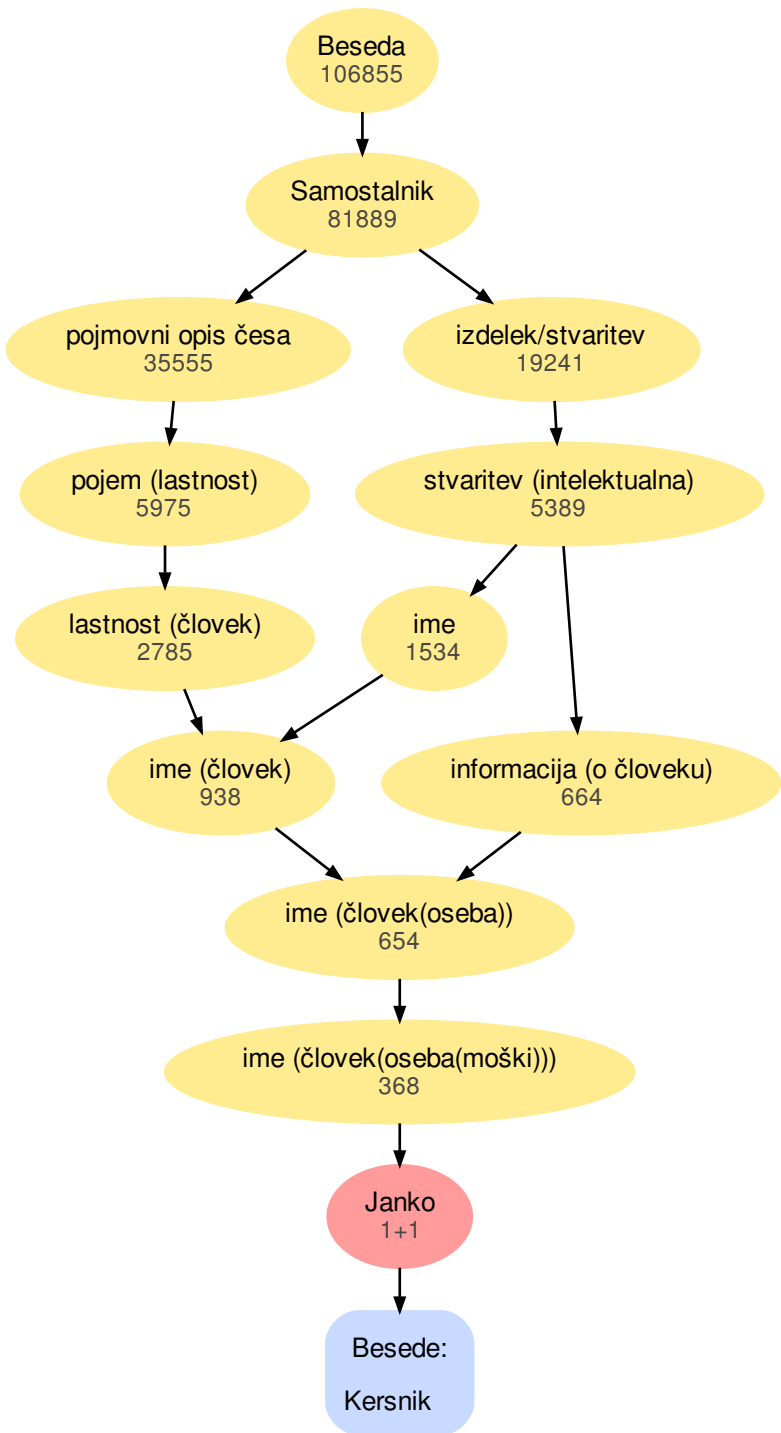 Beseda
106855
Samostalnik
81889
pojmovni opis česa
35555
izdelek/stvaritev
19241
pojem (lastnost)
5975
stvaritev (intelektualna)
5389
lastnost (človek)
2785
ime
1534
ime (človek)
938
informacija (o človeku)
664
ime (človek(oseba))
654
ime (človek(oseba(moški)))
368
Janko
1+1
Besede:
Kersnik